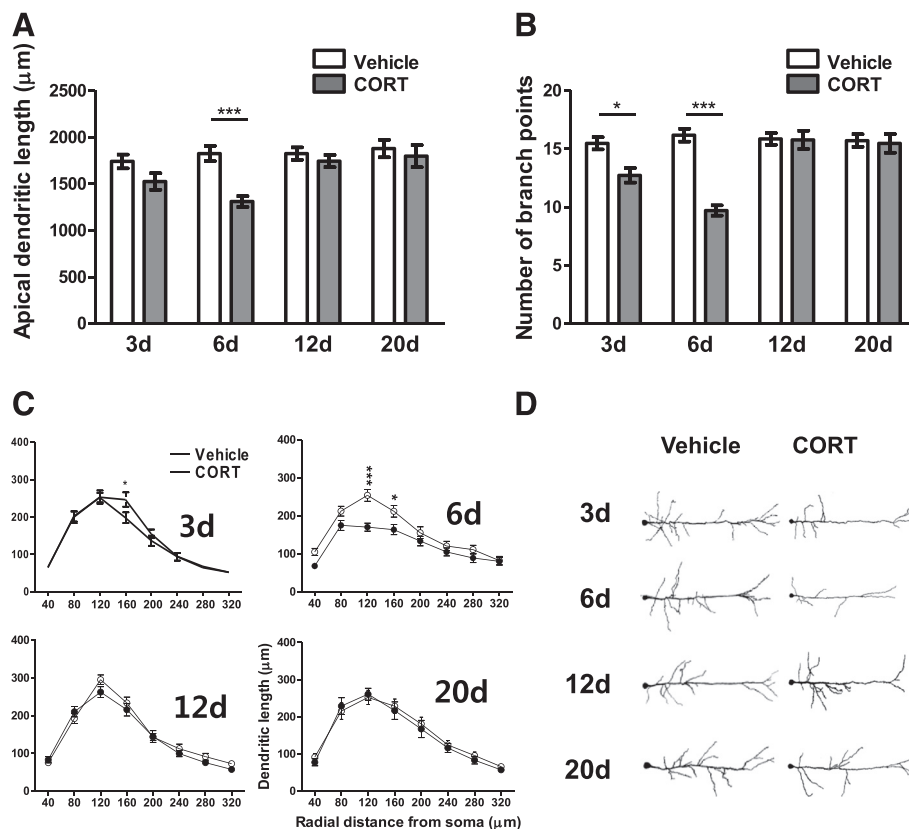 A
Vehicle
CORT
Apical dendritic length (μm)
2500
2000
1500
1000
500
0
***
3d 6d 12d 20d
B
Vehicle
CORT
Number of branch points
20
15
10
5
0
* ***
3d 6d 12d 20d
C
400
300
200
100
0
Vehicle
CORT
*
3d
40 80 120 160 200 240 280 320
400
300
200
100
0
***
*
6d
40 80 120 160 200 240 280 320
400
300
200
100
0
12d
40 80 120 160 200 240 280 320
Dendritic length (μm)
400
300
200
100
0
20d
40 80 120 160 200 240 280 320
Radial distance from soma (μm)
D
Vehicle CORT
3d
6d
12d
20d